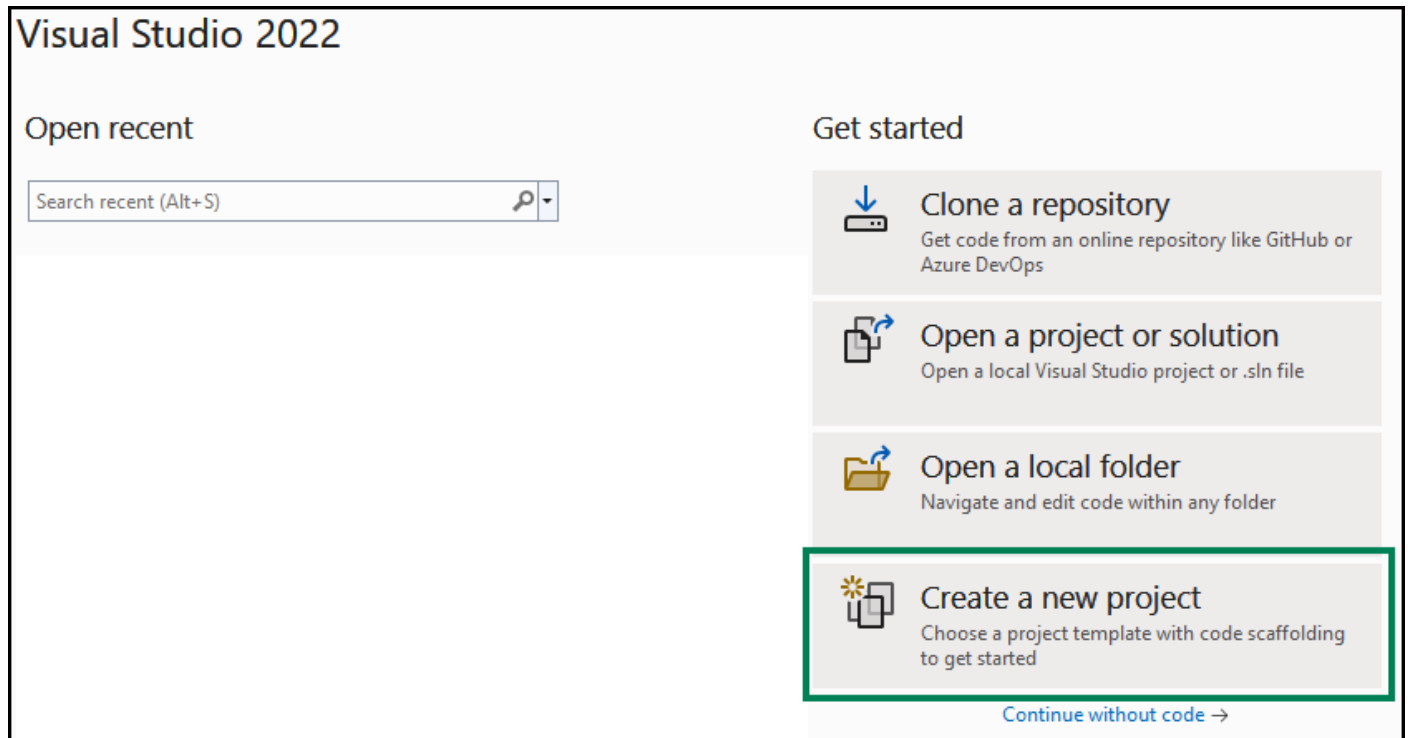 Visual Studio 2022
Open recent
Search recent (Alt+S)
Get started
Clone a repository
Get code from an online repository like GitHub or
Azure DevOps
Open a project or solution
Open a local Visual Studio project or .sln file
Open a local folder
Navigate and edit code within any folder
Create a new project
Choose a project template with code scaffolding
to get started
Continue without code →